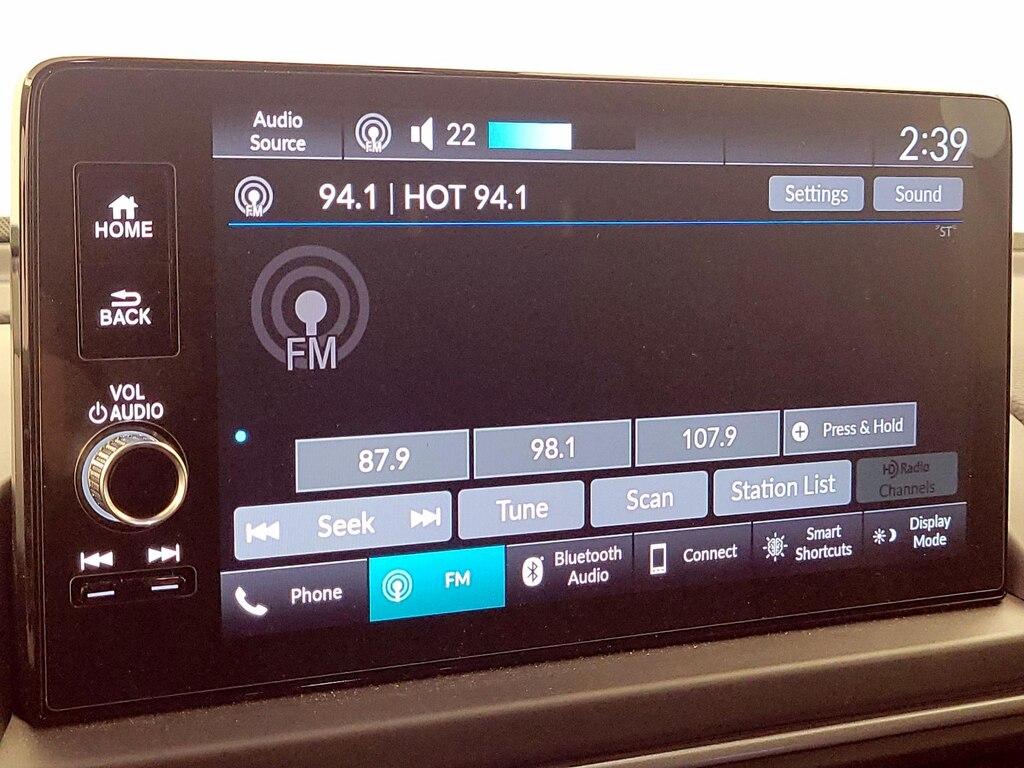 Audio
Source
FM
22
2:39
FM
94.1 | HOT 94.1
Settings
Sound
ST
HOME
BACK
FM
VOL
AUDIO
87.9
98.1
107.9
Press & Hold
Seek
Tune
Scan
Station List
HD Radio
Channels
Phone
FM
Bluetooth
Audio
Connect
Smart
Shortcuts
Display
Mode